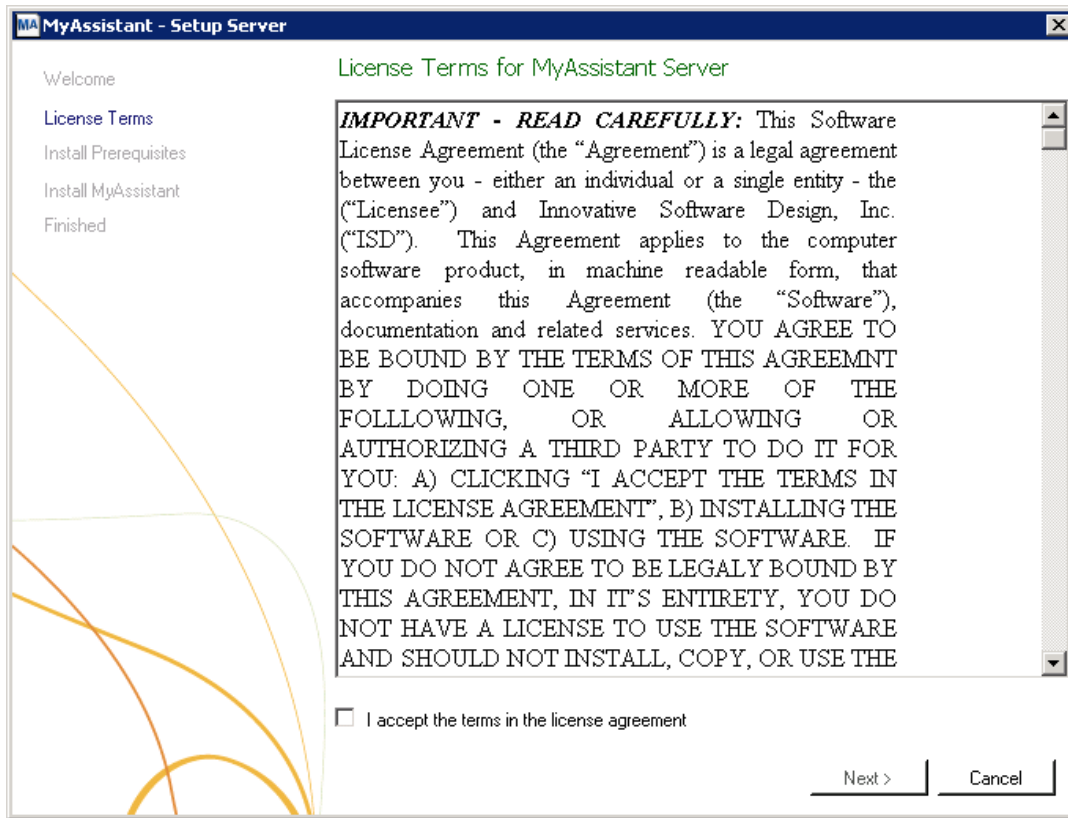 MA MyAssistant - Setup Server
Welcome
License Terms
Install Prerequisites
Install MyAssistant
Finished
License Terms for MyAssistant Server
IMPORTANT - READ CAREFULLY: This Software
License Agreement (the “Agreement”) is a legal agreement
between you - either an individual or a single entity - the
(“Licensee”) and Innovative Software Design, Inc.
(“ISD”). This Agreement applies to the computer
software product, in machine readable form, that
accompanies this Agreement (the “Software”),
documentation and related services. YOU AGREE TO
BE BOUND BY THE TERMS OF THIS AGREEMNT
BY DOING ONE OR MORE OF THE
FOLLLOWING, OR ALLOWING OR
AUTHORIZING A THIRD PARTY TO DO IT FOR
YOU: A) CLICKING “I ACCEPT THE TERMS IN
THE LICENSE AGREEMENT”, B) INSTALLING THE
SOFTWARE OR C) USING THE SOFTWARE. IF
YOU DO NOT AGREE TO BE LEGALY BOUND BY
THIS AGREEMENT, IN IT’S ENTIRETY, YOU DO
NOT HAVE A LICENSE TO USE THE SOFTWARE
AND SHOULD NOT INSTALL, COPY, OR USE THE
I accept the terms in the license agreement
Next >
Cancel